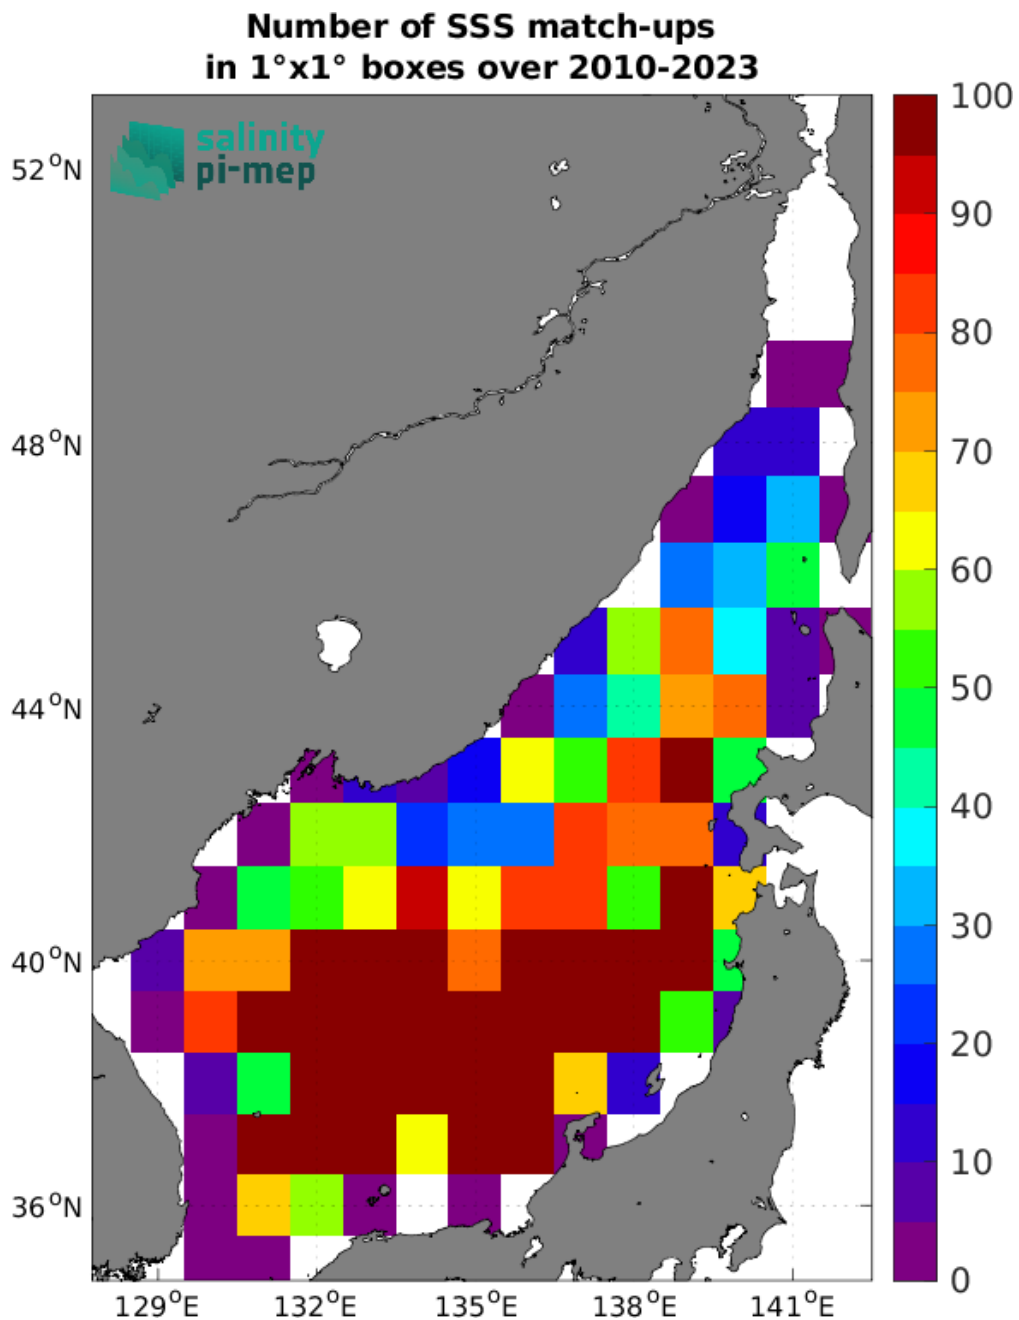 Number of SSS match-ups
in 1°x1° boxes over 2010-2023
salinity
pi-mep
52°N
48°N
44°N
40°N
36°N
129°E 132°E 135°E 138°E 141°E
100
90
80
70
60
50
40
30
20
10
0